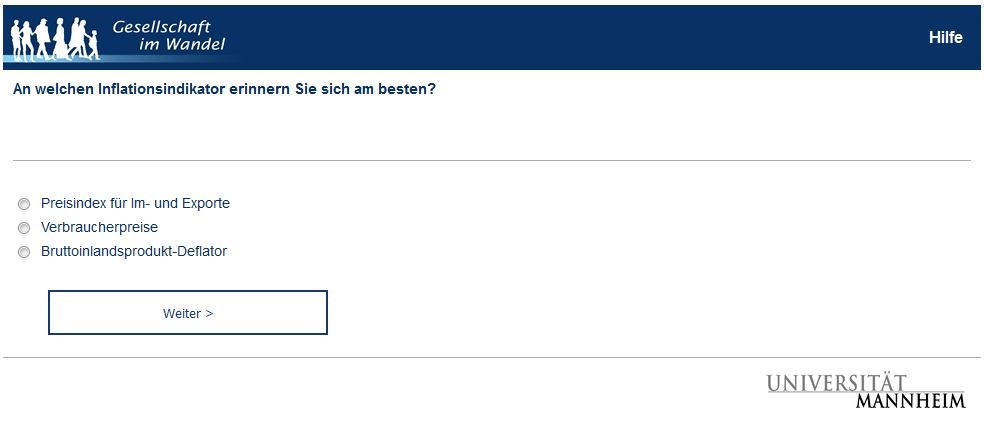 Gesellschaft
im Wandel
Hilfe
An welchen Inflationsindikator erinnern Sie sich am besten?
Preisindex für Im- und Exporte
Verbraucherpreise
Bruttoinlandsprodukt-Deflator
Weiter >
UNIVERSITÄT
MANNHEIM